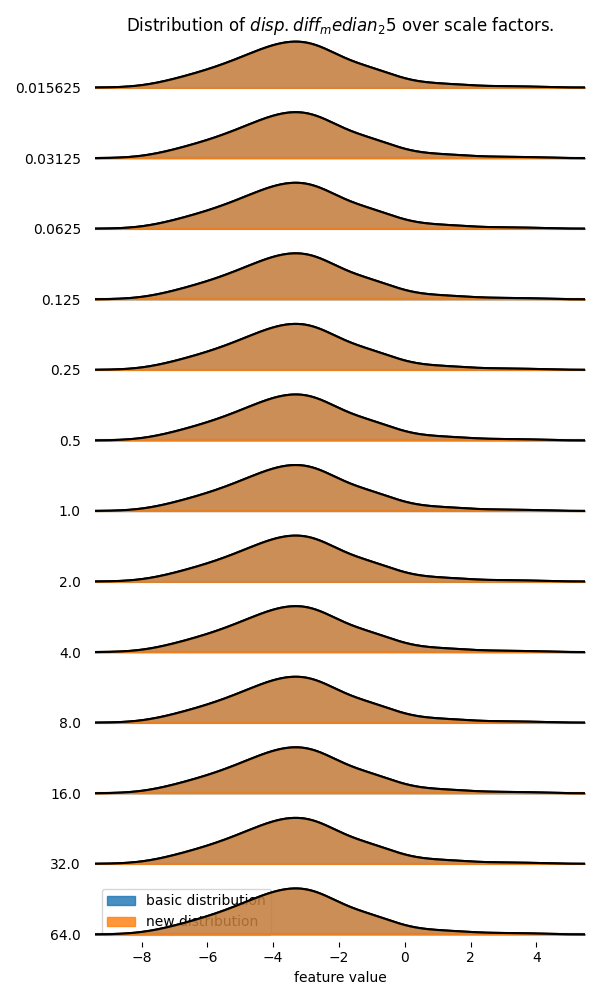 Distribution of disp.diff_median_25 over scale factors.
0.015625
0.03125
0.0625
0.125
0.25
0.5
1.0
2.0
4.0
8.0
16.0
32.0
64.0
basic distribution
new distribution
−8 −6 −4 −2 0 2 4
feature value